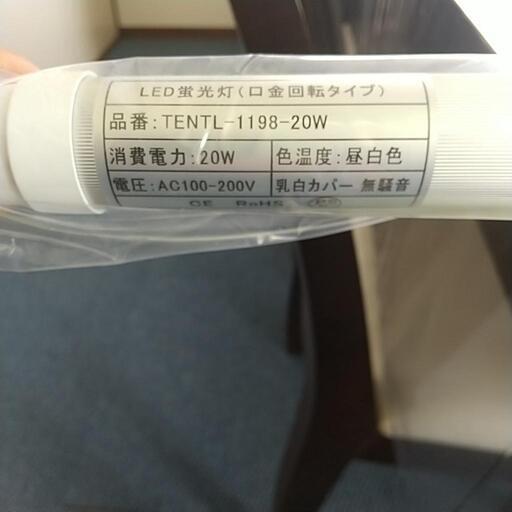 LED蛍光灯(口金回転タイプ)
品番:TENTL-1198-20W
消費電力:20W 色温度:昼白色
電圧:AC100-200V 乳白カバー 無騒音
CE RoHS